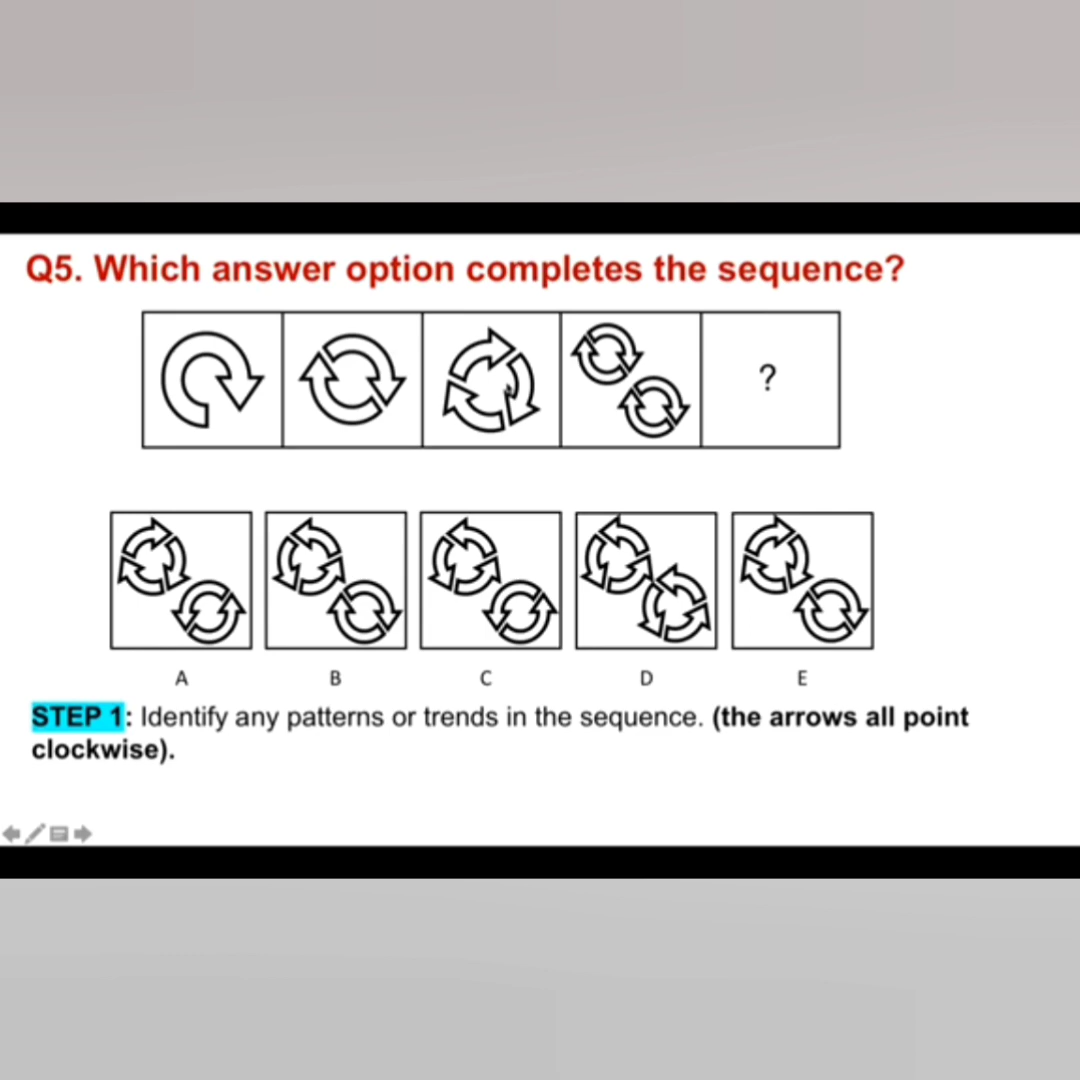 Q5. Which answer option completes the sequence?
?
A B C D E
STEP 1: Identify any patterns or trends in the sequence. (the arrows all point
clockwise).